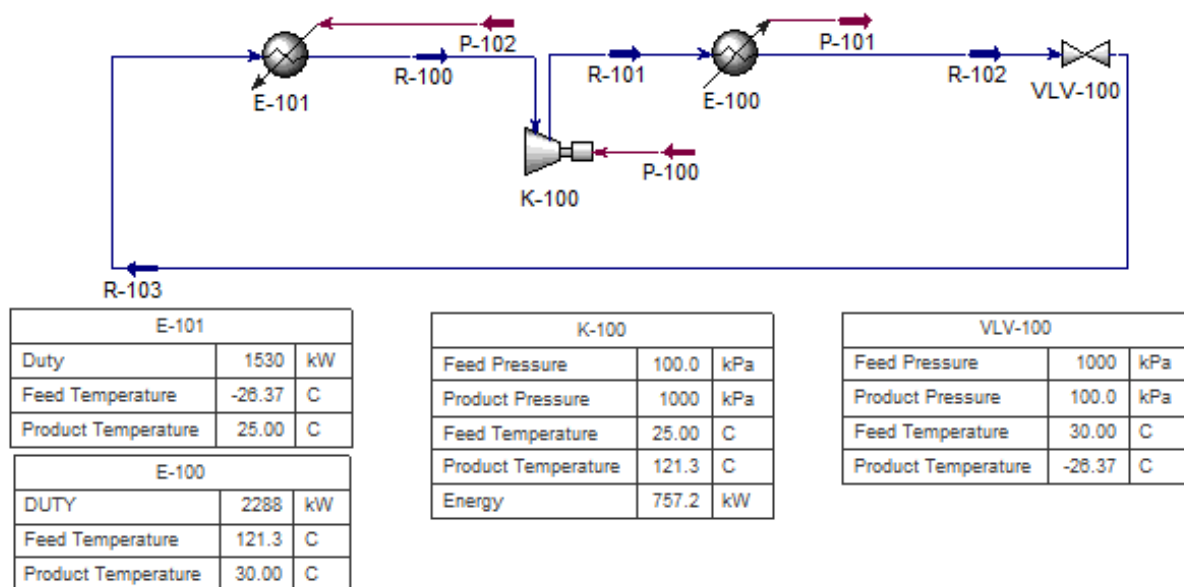 P-102
P-101
R-100
R-101
R-102
E-101
E-100
VLV-100
P-100
K-100
R-103
E-101
Duty 1530 kW
Feed Temperature -26.37 C
Product Temperature 25.00 C
E-100
DUTY 2288 kW
Feed Temperature 121.3 C
Product Temperature 30.00 C
K-100
Feed Pressure 100.0 kPa
Product Pressure 1000 kPa
Feed Temperature 25.00 C
Product Temperature 121.3 C
Energy 757.2 kW
VLV-100
Feed Pressure 1000 kPa
Product Pressure 100.0 kPa
Feed Temperature 30.00 C
Product Temperature -26.37 C